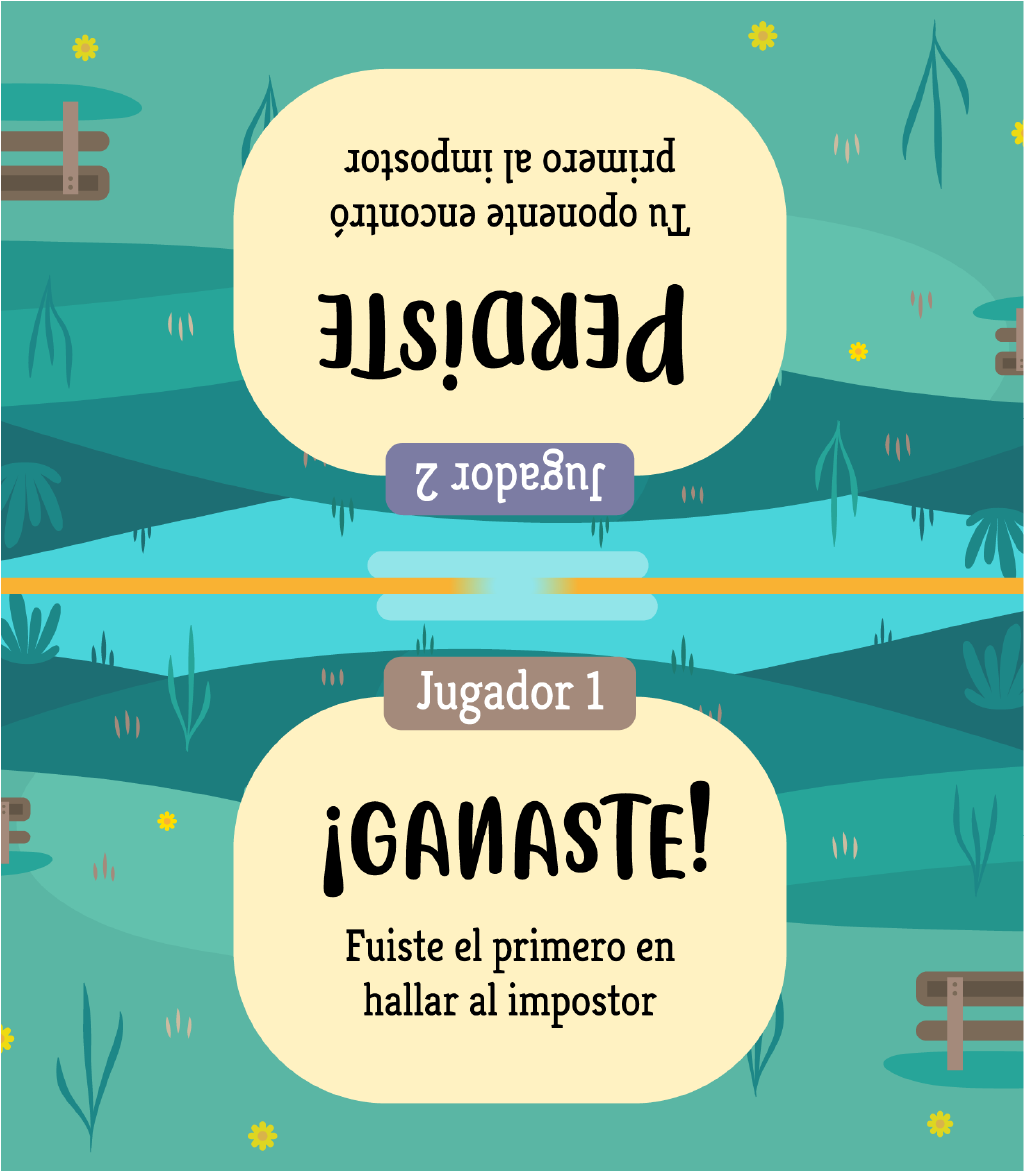 Jugador 2
PERDISTE
Tu oponente encontró
primero al impostor
Jugador 1
¡GANASTE!
Fuiste el primero en
hallar al impostor